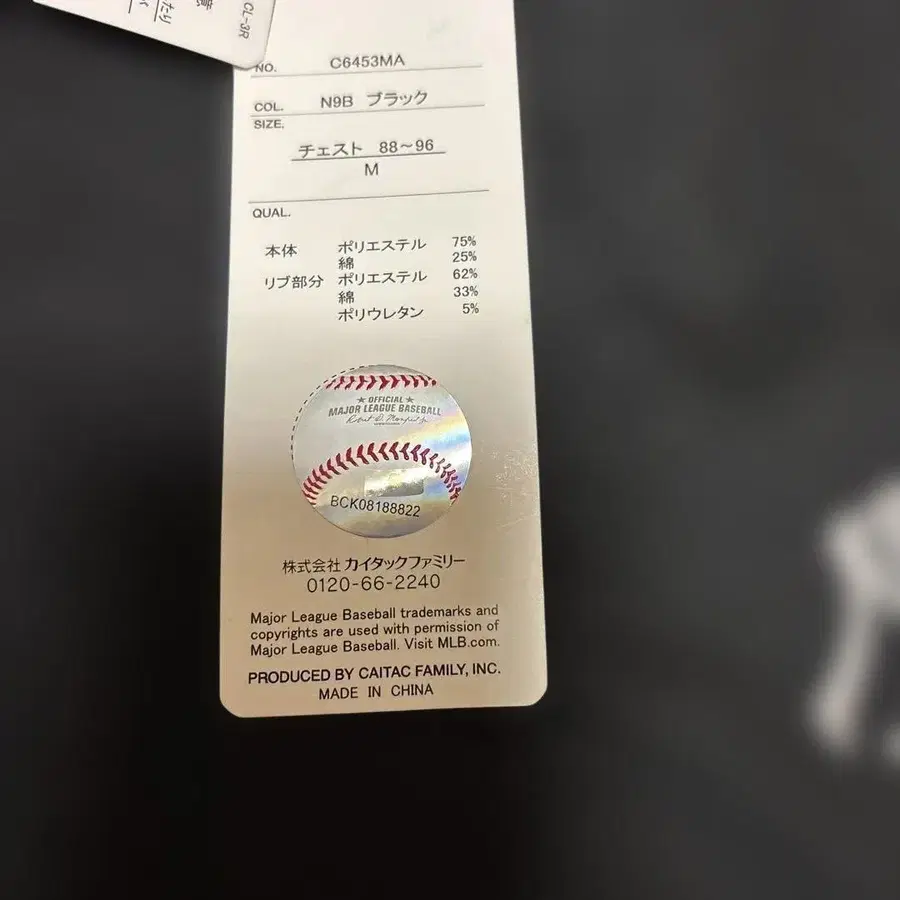 CL-3R
NO. C6453MA
COL. N9B ブラック
SIZE.
チェスト 88～96
M
QUAL.
本体 ポリエステル 75%
綿 25%
リブ部分 ポリエステル 62%
綿 33%
ポリウレタン 5%
★ OFFICIAL ★
MAJOR LEAGUE BASEBALL
BCK08188822
株式会社 カイタックファミリー
0120-66-2240
Major League Baseball trademarks and
copyrights are used with permission of
Major League Baseball. Visit MLB.com.
PRODUCED BY CAITAC FAMILY, INC.
MADE IN CHINA